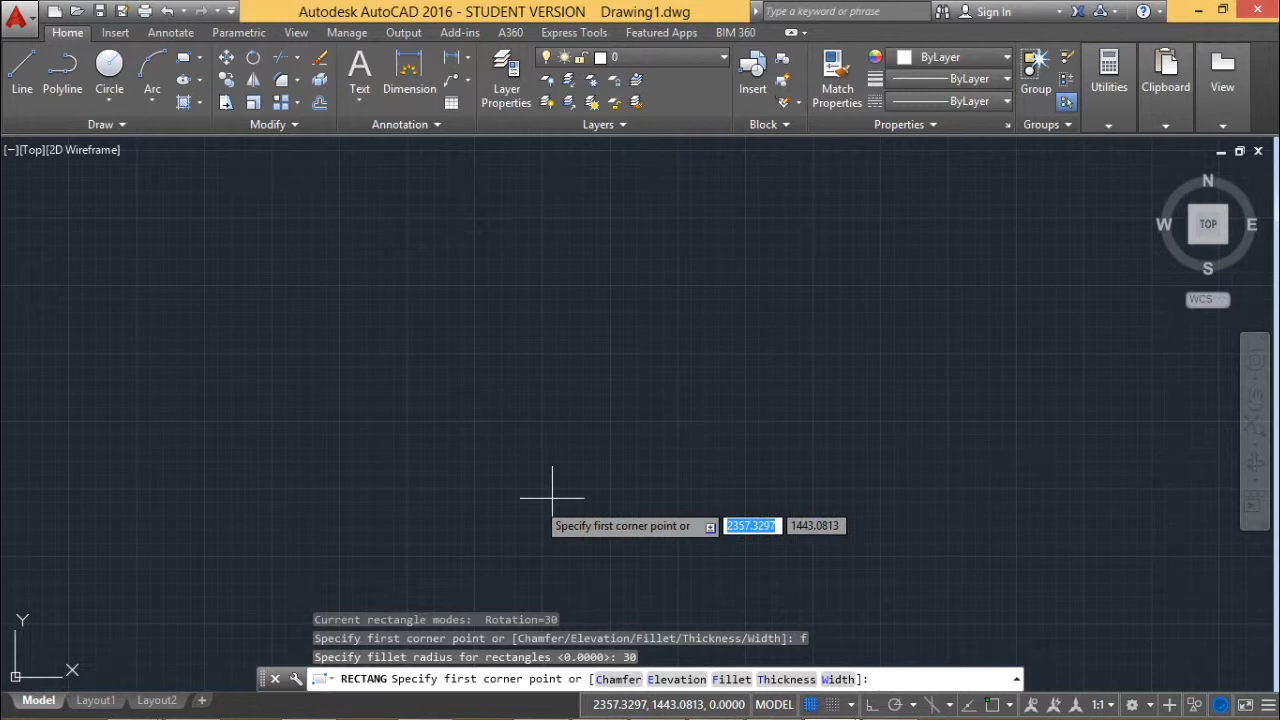 Autodesk AutoCAD 2016 - STUDENT VERSION    Drawing1.dwg
Type a keyword or phrase
Sign In
Home Insert Annotate Parametric View Manage Output Add-ins A360 Express Tools Featured Apps BIM 360
Line Polyline Circle Arc
Text Dimension
Layer Properties
0
Insert
Match Properties
ByLayer
ByLayer
ByLayer
Group
Utilities
Clipboard
View
Draw Modify Annotation Layers Block Properties Groups
[−][Top][2D Wireframe]
N
W TOP E
S
WCS
Specify first corner point or 2357.3297 1443.0813
Current rectangle modes:  Rotation=30
Specify first corner point or [Chamfer/Elevation/Fillet/Thickness/Width]: f
Specify fillet radius for rectangles <0.0000>: 30
RECTANG Specify first corner point or [Chamfer Elevation Fillet Thickness Width]:
Y
X
Model Layout1 Layout2 +
2357.3297, 1443.0813, 0.0000 MODEL 1:1